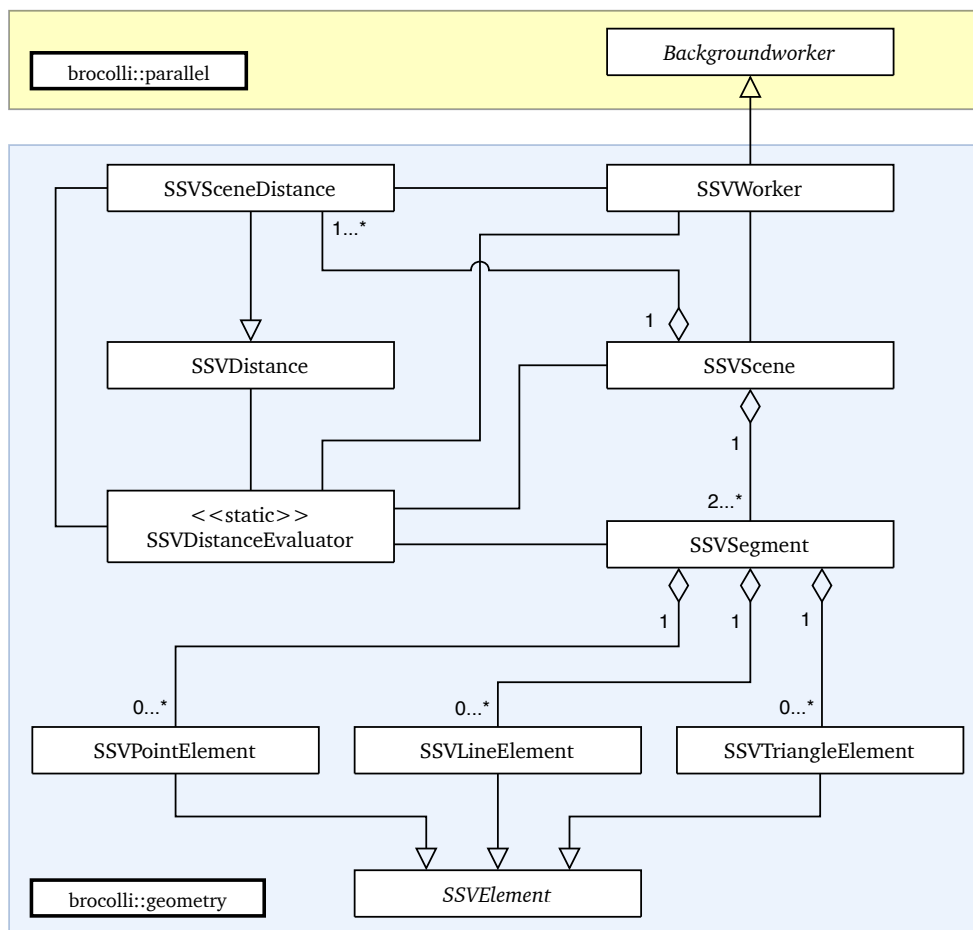 Backgroundworker
brocolli::parallel
SSVSceneDistance
SSVWorker
1...*
1
SSVDistance
SSVScene
1
2...*
<<static>>
SSVDistanceEvaluator
SSVSegment
1
1
1
0...*
0...*
0...*
SSVPointElement
SSVLineElement
SSVTriangleElement
SSVElement
brocolli::geometry